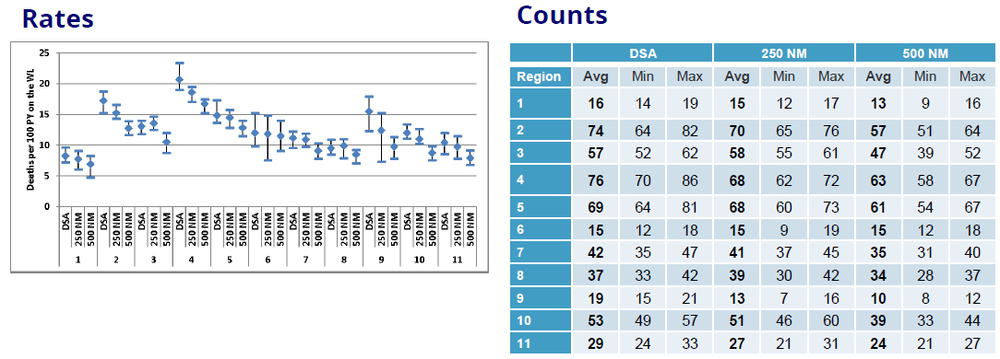 Rates
Deaths per 100 PY on the WL
25
20
15
10
5
0
DSA 250 NM 500 NM DSA 250 NM 500 NM DSA 250 NM 500 NM DSA 250 NM 500 NM DSA 250 NM 500 NM DSA 250 NM 500 NM DSA 250 NM 500 NM DSA 250 NM 500 NM DSA 250 NM 500 NM DSA 250 NM 500 NM DSA 250 NM 500 NM
1 2 3 4 5 6 7 8 9 10 11
Counts
DSA 250 NM 500 NM
Region Avg Min Max Avg Min Max Avg Min Max
1 16 14 19 15 12 17 13 9 16
2 74 64 82 70 65 76 57 51 64
3 57 52 62 58 55 61 47 39 52
4 76 70 86 68 62 72 63 58 67
5 69 64 81 68 60 73 61 54 67
6 15 12 18 15 9 19 15 12 18
7 42 35 47 41 37 45 35 31 40
8 37 33 42 39 30 42 34 28 37
9 19 15 21 13 7 16 10 8 12
10 53 49 57 51 46 60 39 33 44
11 29 24 33 27 21 31 24 21 27